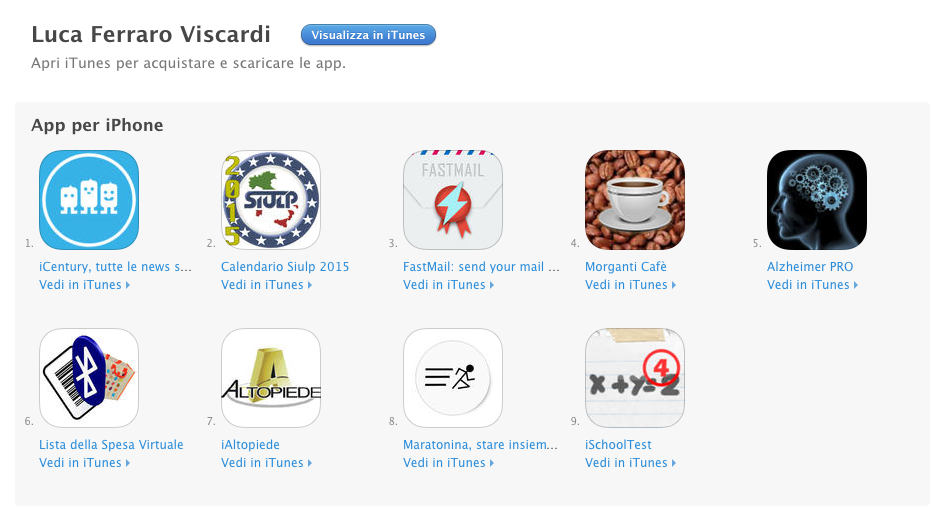 Luca Ferraro Viscardi
Visualizza in iTunes
Apri iTunes per acquistare e scaricare le app.
App per iPhone
2015
SIULP
FASTMAIL
1.
2.
3.
4.
5.
iCentury, tutte le news s...
Calendario Siulp 2015
FastMail: send your mail ...
Morganti Cafè
Alzheimer PRO
Vedi in iTunes
Vedi in iTunes
Vedi in iTunes
Vedi in iTunes
Vedi in iTunes
ALTOPIEDE
x+y=2
4
6.
7.
8.
9.
Lista della Spesa Virtuale
iAltopiede
Maratonina, stare insiem...
iSchoolTest
Vedi in iTunes
Vedi in iTunes
Vedi in iTunes
Vedi in iTunes